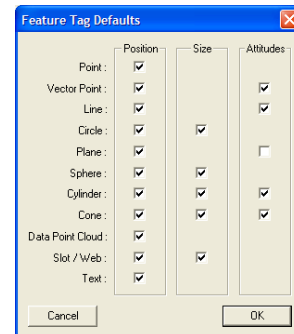 Feature Tag Defaults
Position Size Attitudes
Point :
Vector Point :
Line :
Circle :
Plane :
Sphere :
Cylinder :
Cone :
Data Point Cloud :
Slot / Web :
Text :
Cancel OK